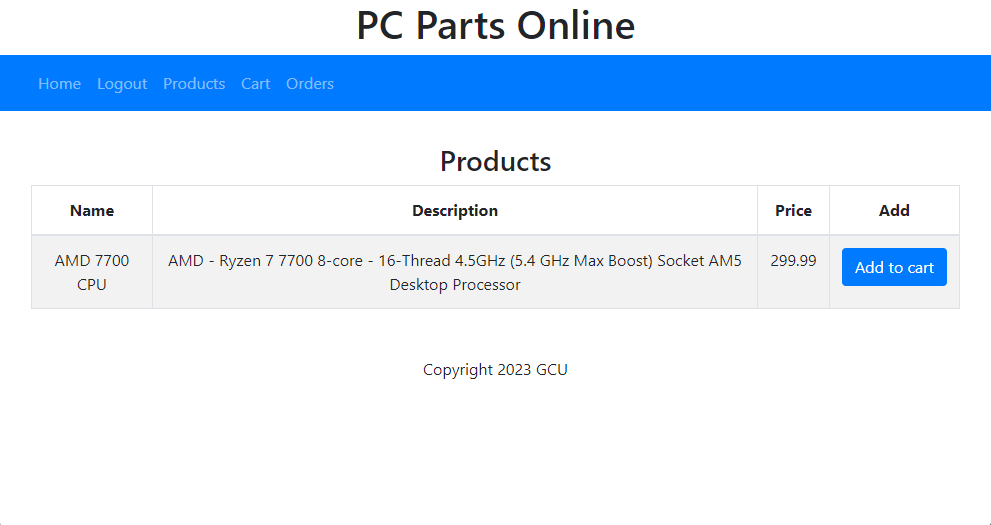 PC Parts Online
Home Logout Products Cart Orders
Products
Name Description Price Add
AMD 7700 CPU
AMD - Ryzen 7 7700 8-core - 16-Thread 4.5GHz (5.4 GHz Max Boost) Socket AM5
Desktop Processor
299.99
Add to cart
Copyright 2023 GCU